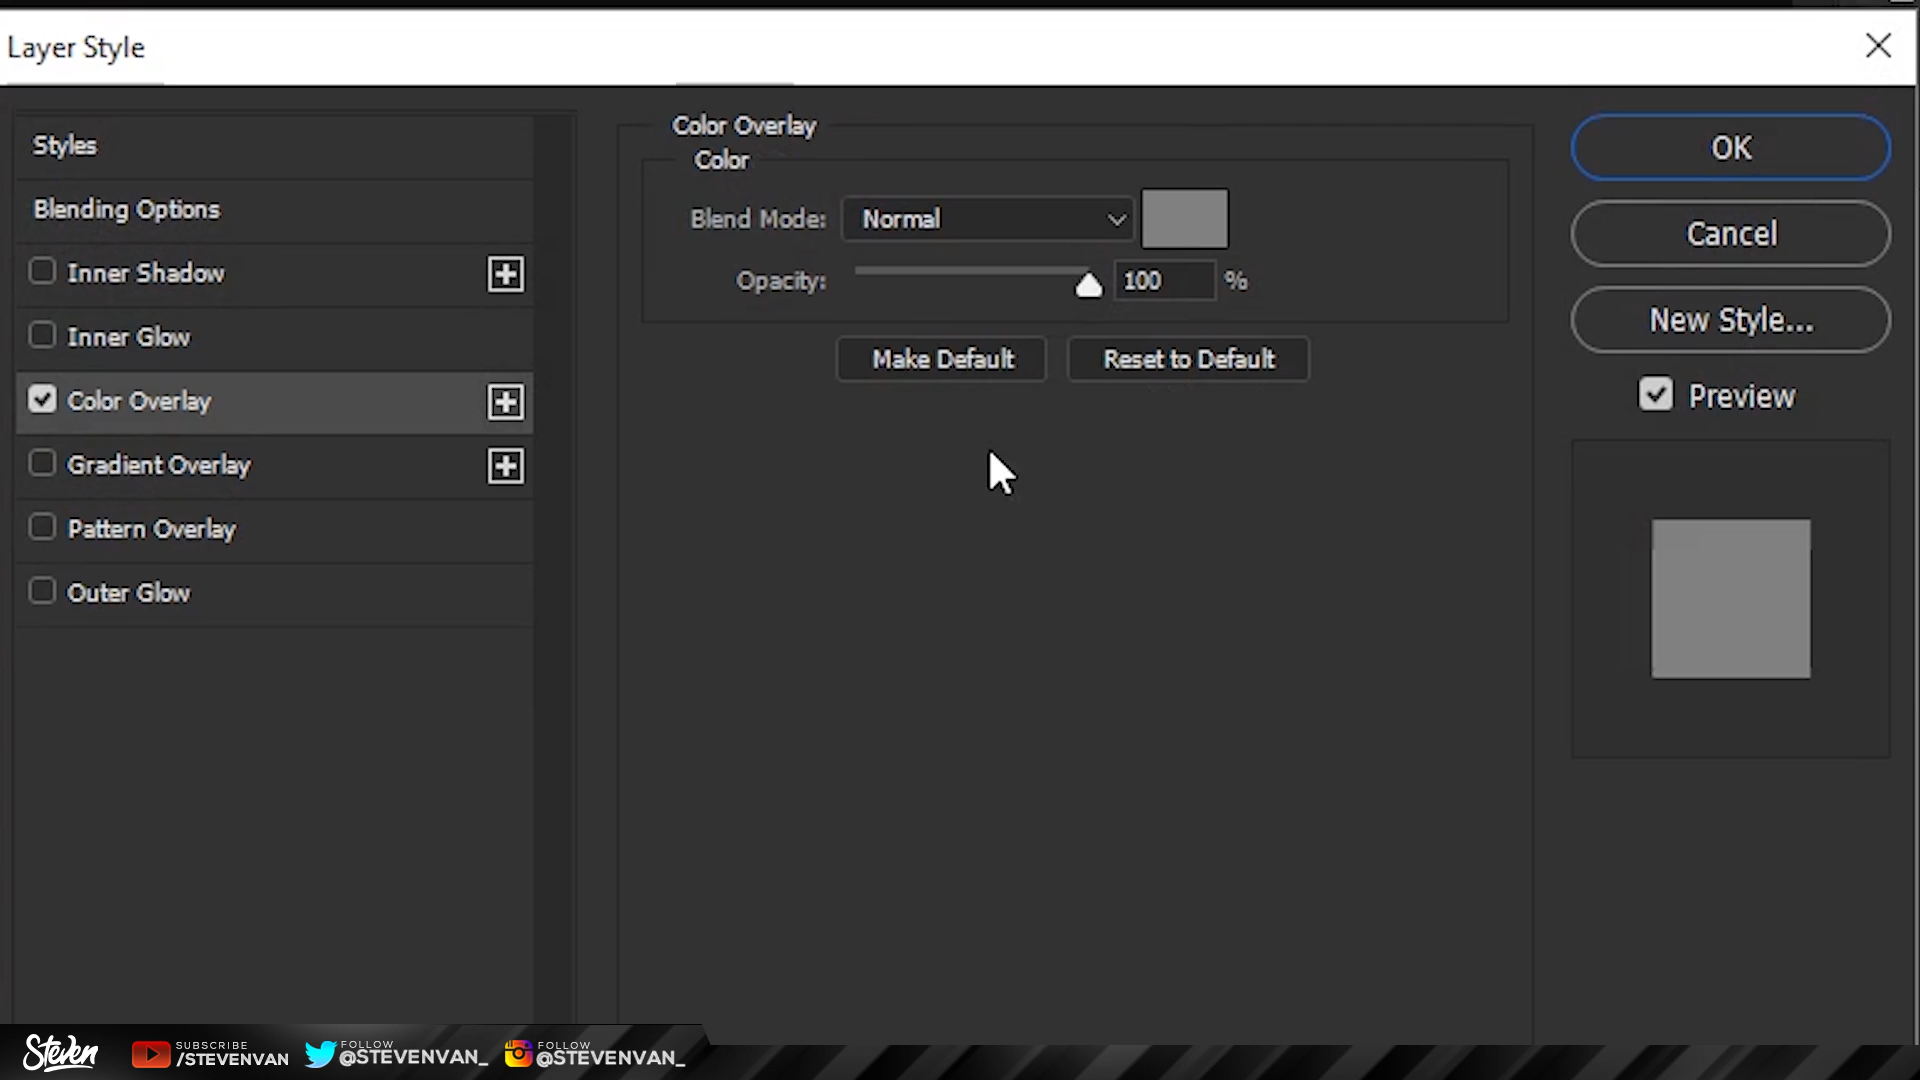 Layer Style
Styles
Blending Options
Inner Shadow
Inner Glow
Color Overlay
Gradient Overlay
Pattern Overlay
Outer Glow
Color Overlay
Color
Blend Mode: Normal
Opacity: 100 %
Make Default Reset to Default
OK
Cancel
New Style...
Preview
Steven
SUBSCRIBE
/STEVENVAN
FOLLOW
@STEVENVAN_
FOLLOW
@STEVENVAN_